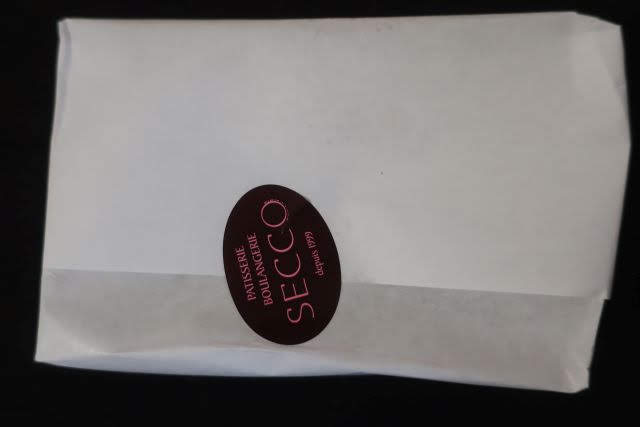 PATISSERIE
BOULANGERIE
SECCO
depuis 1999